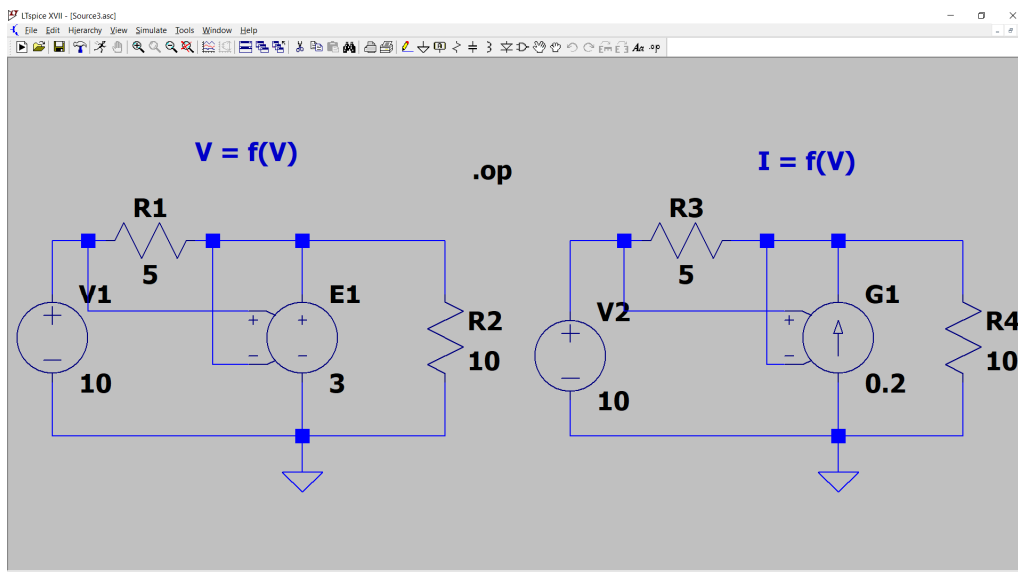 LTspice XVII - [Source3.asc]
File Edit Hierarchy View Simulate Tools Window Help
V = f(V)
.op
I = f(V)
R1
5
V1
10
E1
3
R2
10
R3
5
V2
10
G1
0.2
R4
10